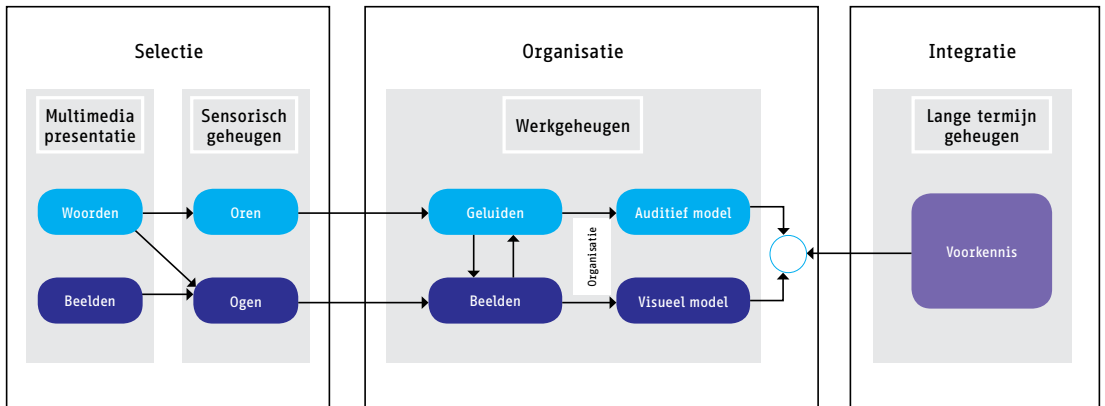 Selectie
Organisatie
Integratie
Multimedia
presentatie
Sensorisch
geheugen
Werkgeheugen
Lange termijn
geheugen
Woorden
Oren
Geluiden
Auditief model
Organisatie
Voorkennis
Beelden
Ogen
Beelden
Visueel model